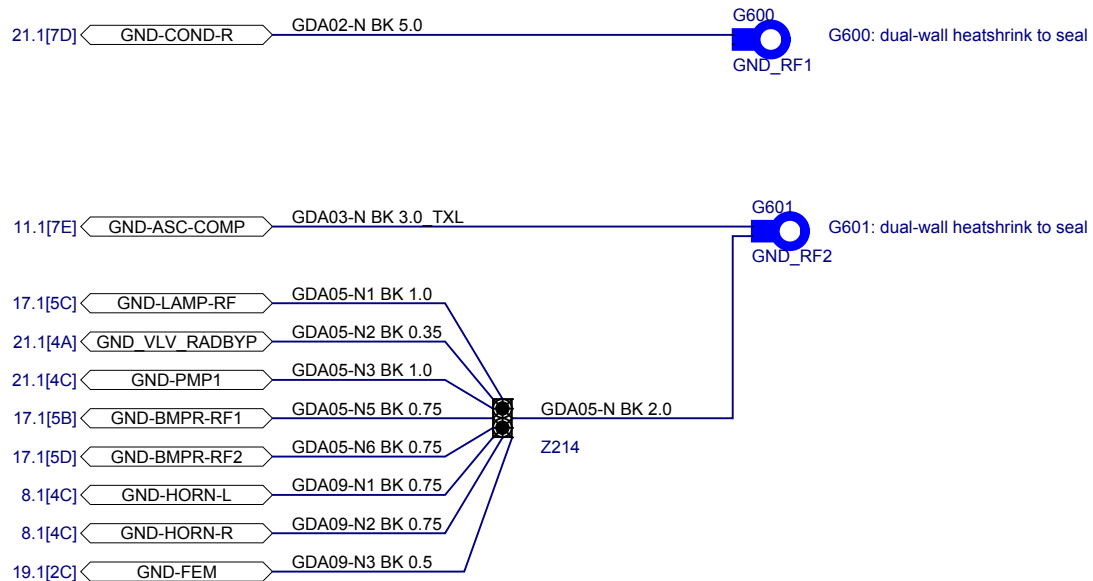 G600
21.1[7D] GND-COND-R GDA02-N BK 5.0 G600: dual-wall heatshrink to seal
GND_RF1
G601
11.1[7E] GND-ASC-COMP GDA03-N BK 3.0_TXL G601: dual-wall heatshrink to seal
GND_RF2
17.1[5C] GND-LAMP-RF GDA05-N1 BK 1.0
21.1[4A] GND_VLV_RADBYP GDA05-N2 BK 0.35
21.1[4C] GND-PMP1 GDA05-N3 BK 1.0
17.1[5B] GND-BMPR-RF1 GDA05-N5 BK 0.75 GDA05-N BK 2.0
Z214
17.1[5D] GND-BMPR-RF2 GDA05-N6 BK 0.75
8.1[4C] GND-HORN-L GDA09-N1 BK 0.75
8.1[4C] GND-HORN-R GDA09-N2 BK 0.75
19.1[2C] GND-FEM GDA09-N3 BK 0.5